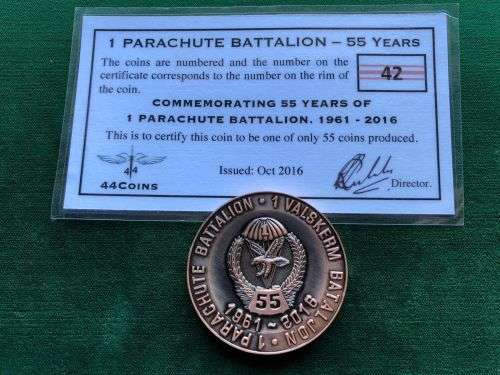 1 PARACHUTE BATTALION – 55 YEARS
The coins are numbered and the number on the
certificate corresponds to the number on the rim of
the coin.
42
COMMEMORATING 55 YEARS OF
1 PARACHUTE BATTALION. 1961 - 2016
This is to certify this coin to be one of only 55 coins produced.
44
44COINS
Issued: Oct 2016
Director.
1 PARACHUTE BATTALION • 1 VALSKERM BATALJON •
55
1961 ~ 2016